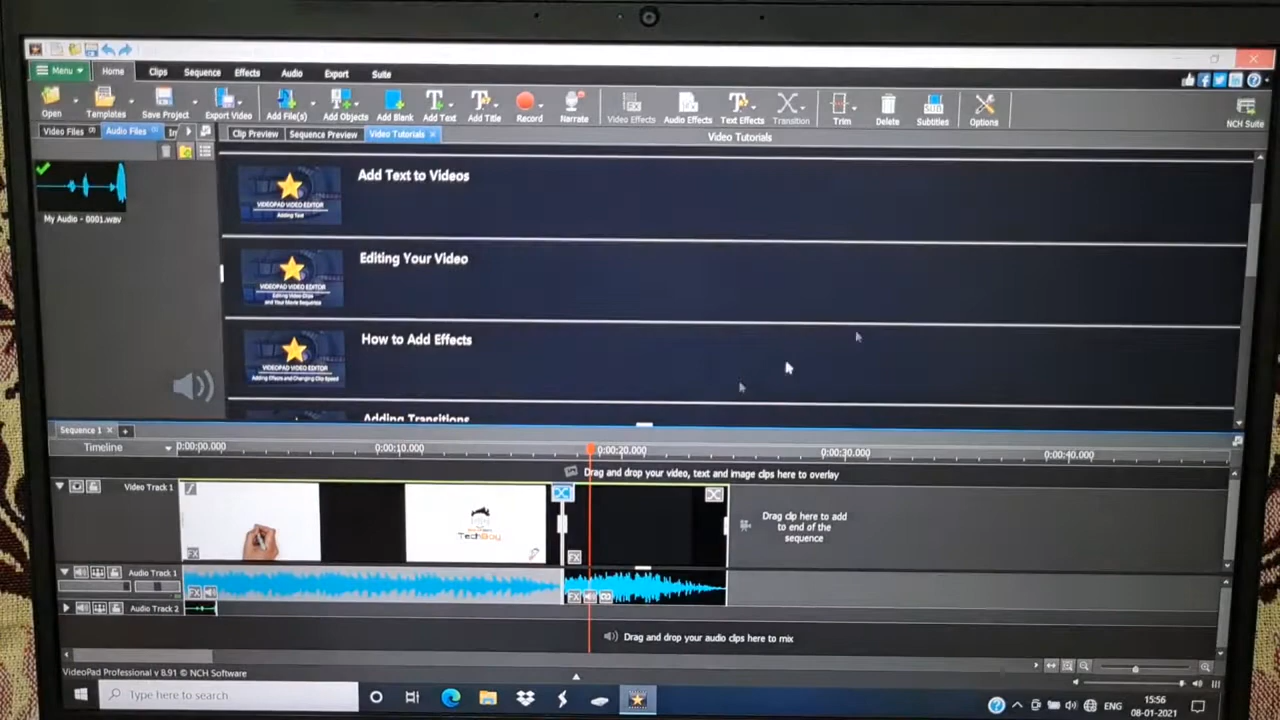 Menu Home Clips Sequence Effects Audio Export Suite
Open Templates Save Project Export Video Add File(s) Add Objects Add Blank Add Text Add Title Record Narrate Video Effects Audio Effects Text Effects Transition Trim Delete Subtitles Options NCH Suite
Video Files Audio Files Clip Preview Sequence Preview Video Tutorials Video Tutorials
My Audio - 0001.wav
Add Text to Videos
VIDEOPAD VIDEO EDITOR
Adding Text
Editing Your Video
VIDEOPAD VIDEO EDITOR
Editing Video Clips
and Your Movie Sequence
How to Add Effects
VIDEOPAD VIDEO EDITOR
Adding Effects and Changing Clip Speed
Adding Transitions
Sequence 1
Timeline 0:00:00.000 0:00:10.000 0:00:20.000 0:00:30.000 0:00:40.000
Drag and drop your video, text and image clips here to overlay
Video Track 1
TechBoy
Drag clip here to add
to end of the
sequence
FX FX
Audio Track 1
FX FX
Audio Track 2
Drag and drop your audio clips here to mix
VideoPad Professional v 8.91 © NCH Software
Type here to search ENG 15:56
08-01-2021